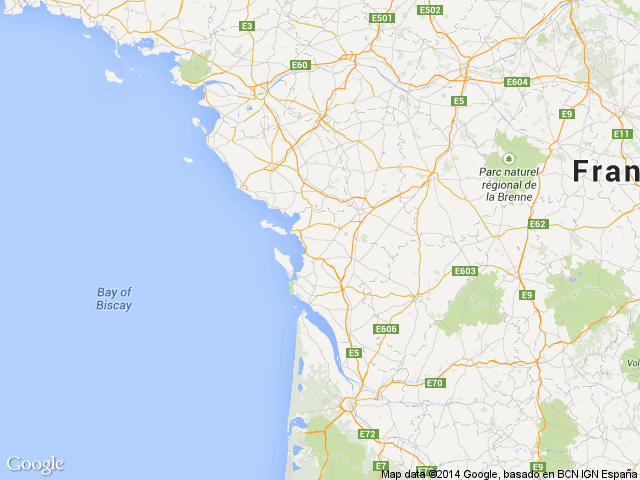 E3
E501
E502
E60
E604
E5
E9
E11
Parc naturel
régional de
la Brenne
Fran
E62
E603
E9
Bay of
Biscay
E606
E5
E70
E72
E7
E9
Vol
Google
Map data ©2014 Google, basado en BCN IGN España